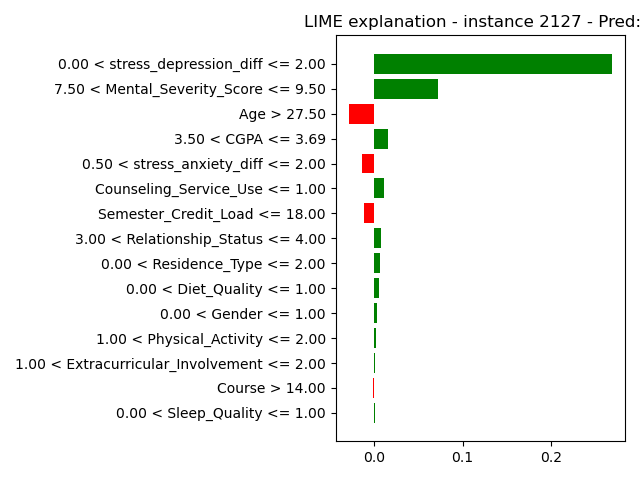 LIME explanation - instance 2127 - Pred:
0.00 < stress_depression_diff <= 2.00
7.50 < Mental_Severity_Score <= 9.50
Age > 27.50
3.50 < CGPA <= 3.69
0.50 < stress_anxiety_diff <= 2.00
Counseling_Service_Use <= 1.00
Semester_Credit_Load <= 18.00
3.00 < Relationship_Status <= 4.00
0.00 < Residence_Type <= 2.00
0.00 < Diet_Quality <= 1.00
0.00 < Gender <= 1.00
1.00 < Physical_Activity <= 2.00
1.00 < Extracurricular_Involvement <= 2.00
Course > 14.00
0.00 < Sleep_Quality <= 1.00
0.0 0.1 0.2